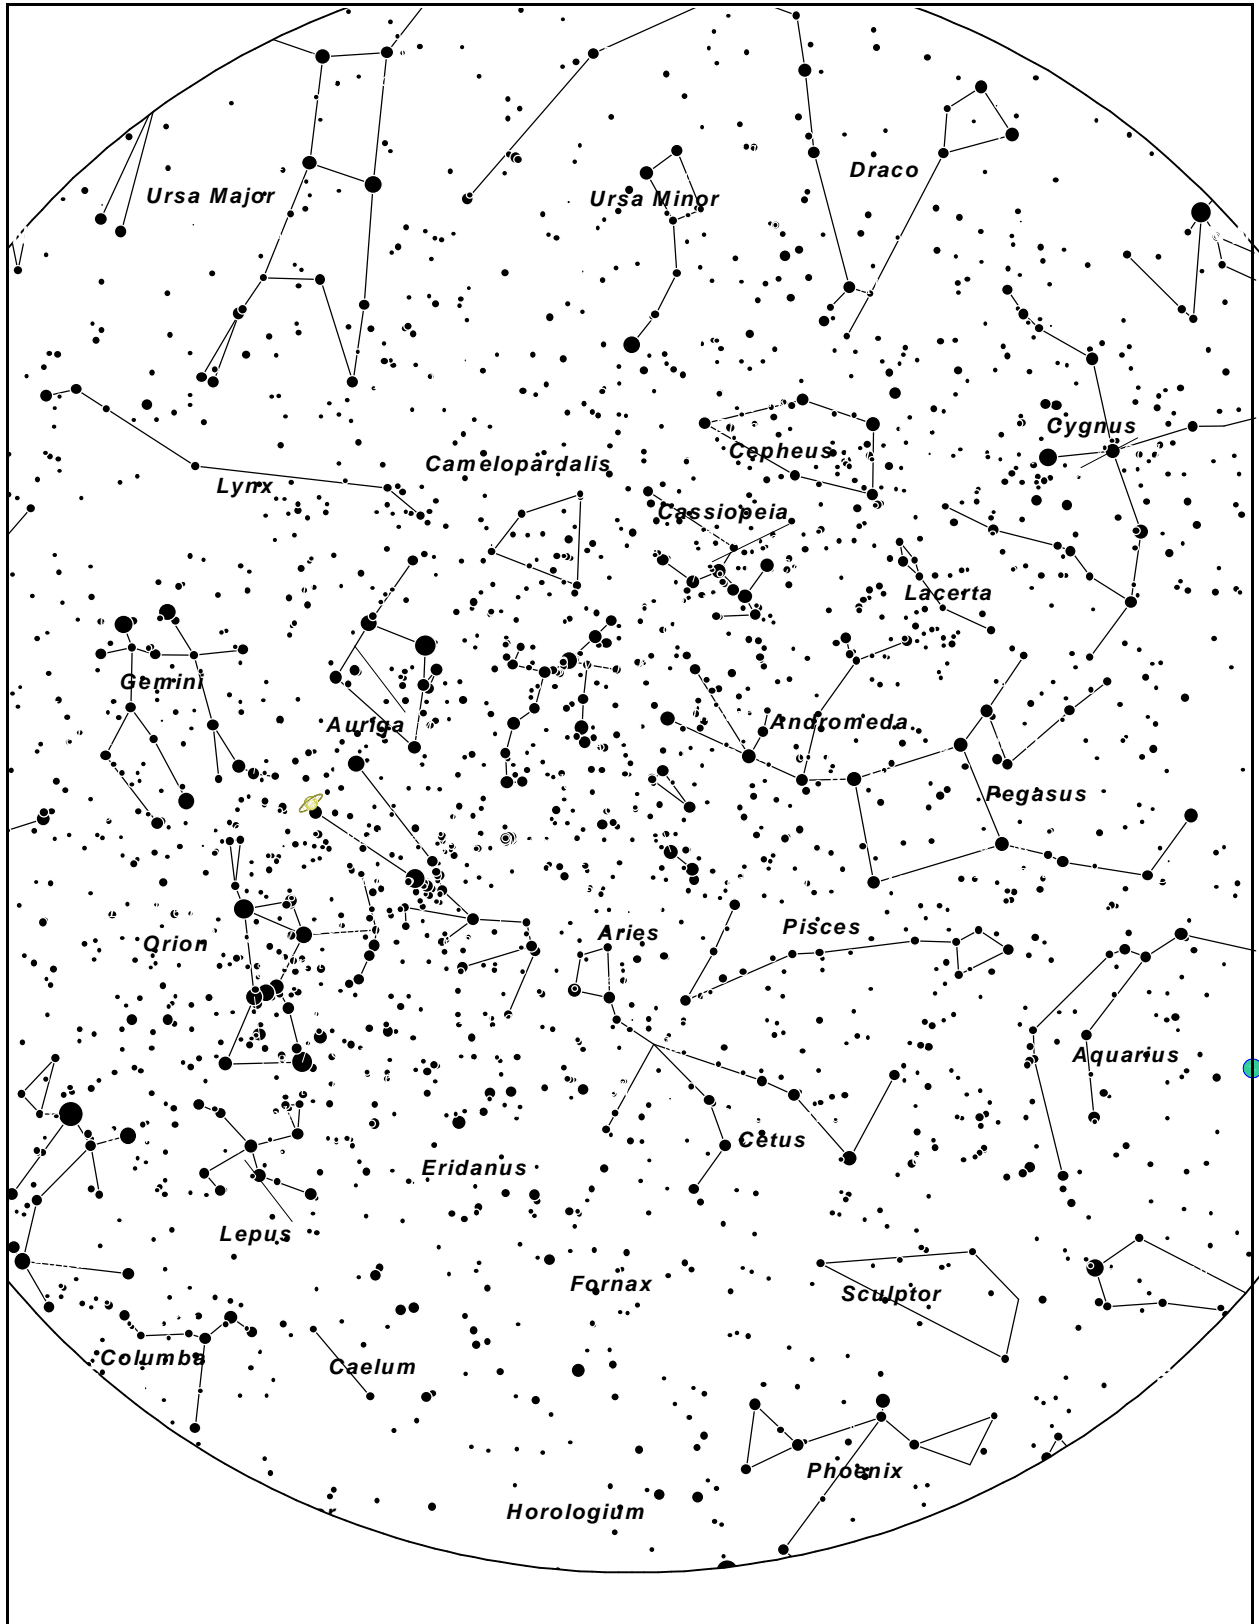 Draco
Ursa Major
Ursa Minor
Cygnus
Cepheus
Camelopardalis
Lynx
Cassiopeia
Lacerta
Gemini
Auriga
Andromeda
Pegasus
Pisces
Aries
Orion
Aquarius
Cetus
Eridanus
Lepus
Fornax
Sculptor
Columba
Caelum
Phoenix
Horologium